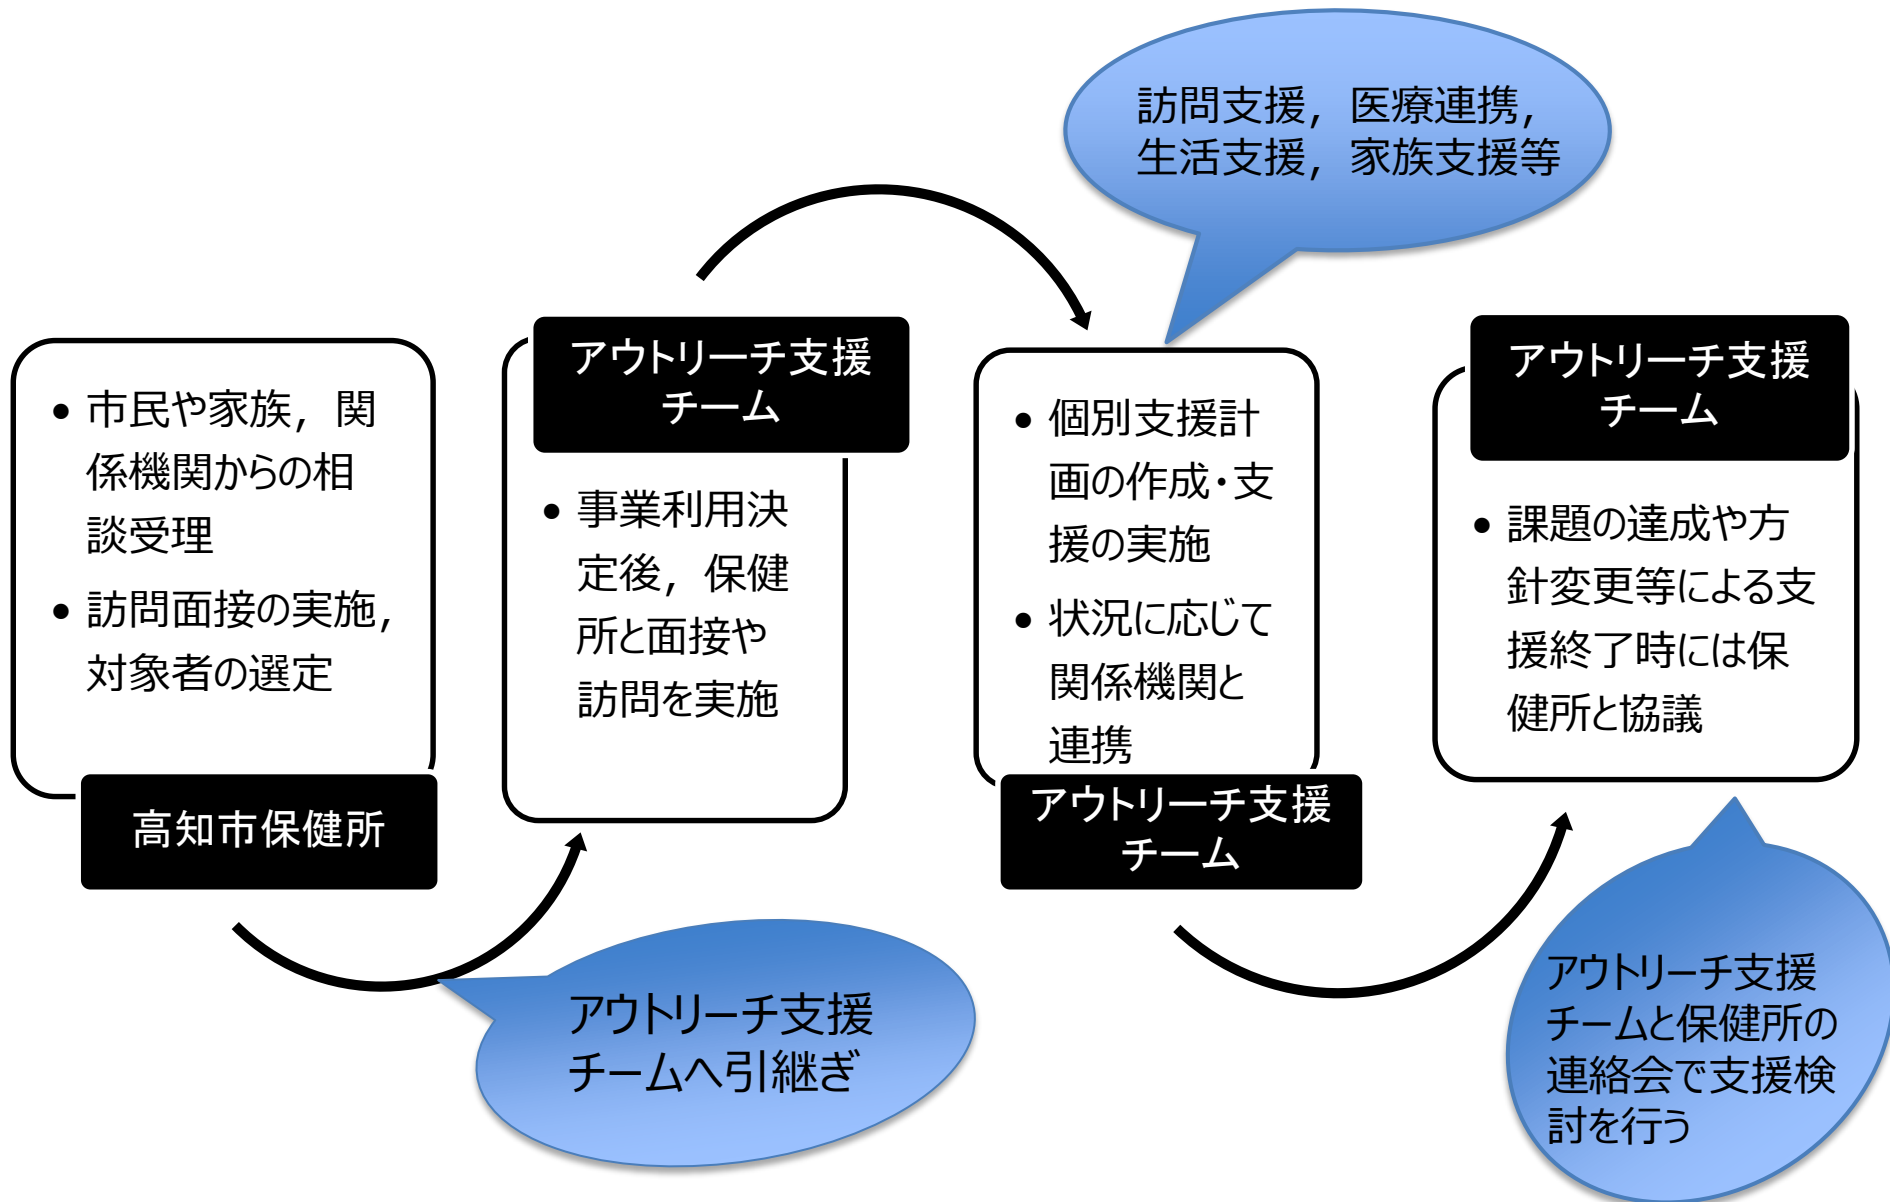 訪問支援，医療連携，
生活支援，家族支援等
• 市民や家族，関
係機関からの相
談受理
• 訪問面接の実施，
対象者の選定
高知市保健所
アウトリーチ支援
チームへ引継ぎ
アウトリーチ支援
チーム
• 事業利用決
定後，保健
所と面接や
訪問を実施
• 個別支援計
画の作成・支
援の実施
• 状況に応じて
関係機関と
連携
アウトリーチ支援
チーム
アウトリーチ支援
チーム
• 課題の達成や方
針変更等による支
援終了時には保
健所と協議
アウトリーチ支援
チームと保健所の
連絡会で支援検
討を行う